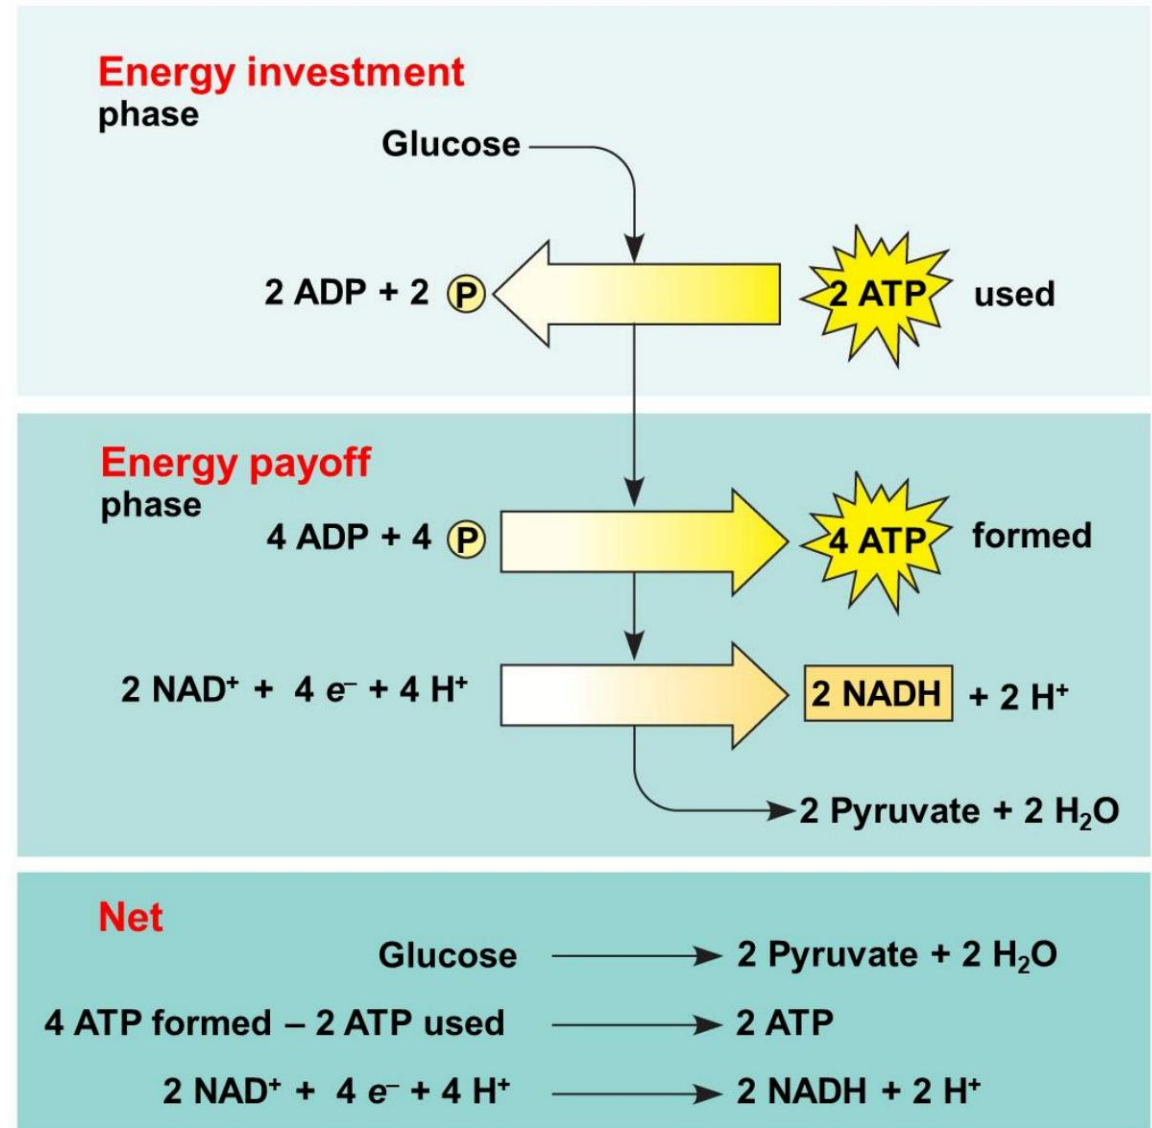 Energy investment
phase
Glucose
2 ADP + 2 P
2 ATP used
Energy payoff
phase
4 ADP + 4 P
4 ATP formed
2 NAD⁺ + 4 e⁻ + 4 H⁺
2 NADH + 2 H⁺
2 Pyruvate + 2 H₂O
Net
Glucose → 2 Pyruvate + 2 H₂O
4 ATP formed – 2 ATP used → 2 ATP
2 NAD⁺ + 4 e⁻ + 4 H⁺ → 2 NADH + 2 H⁺